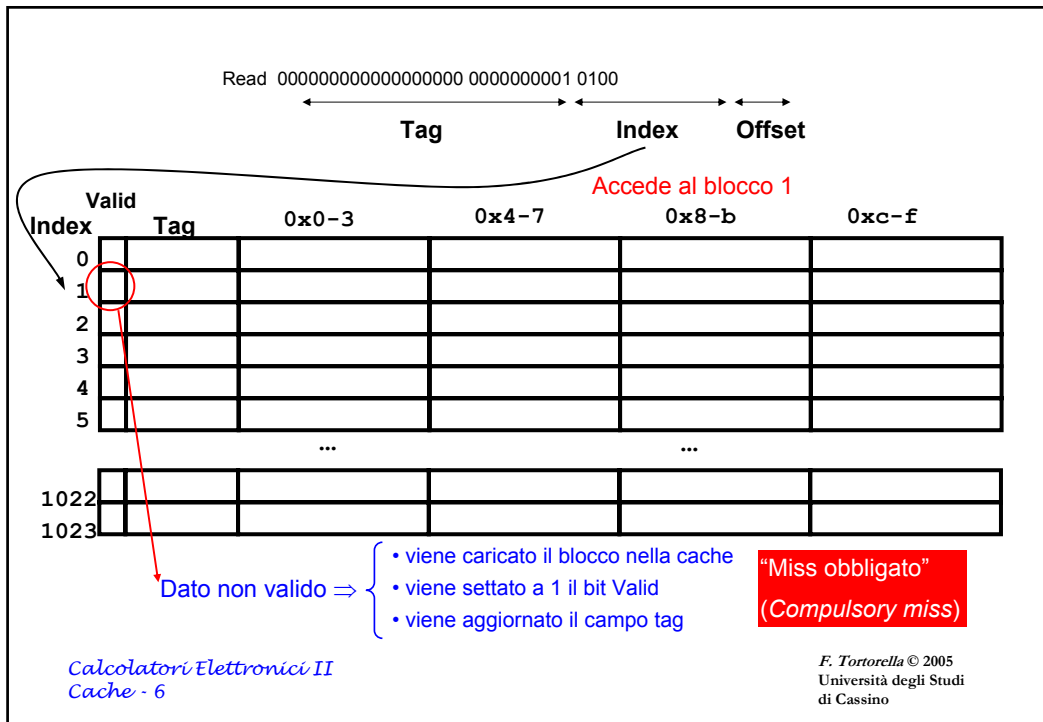 Read 000000000000000000 0000000001 0100
Tag Index Offset
Accede al blocco 1
Valid
Index Tag 0x0-3 0x4-7 0x8-b 0xc-f
0
1
2
3
4
5
... ...
1022
1023
Dato non valido ⇒
• viene caricato il blocco nella cache
• viene settato a 1 il bit Valid
• viene aggiornato il campo tag
“Miss obbligato”
(Compulsory miss)
Calcolatori Elettronici II
Cache - 6
F. Tortorella © 2005
Università degli Studi
di Cassino